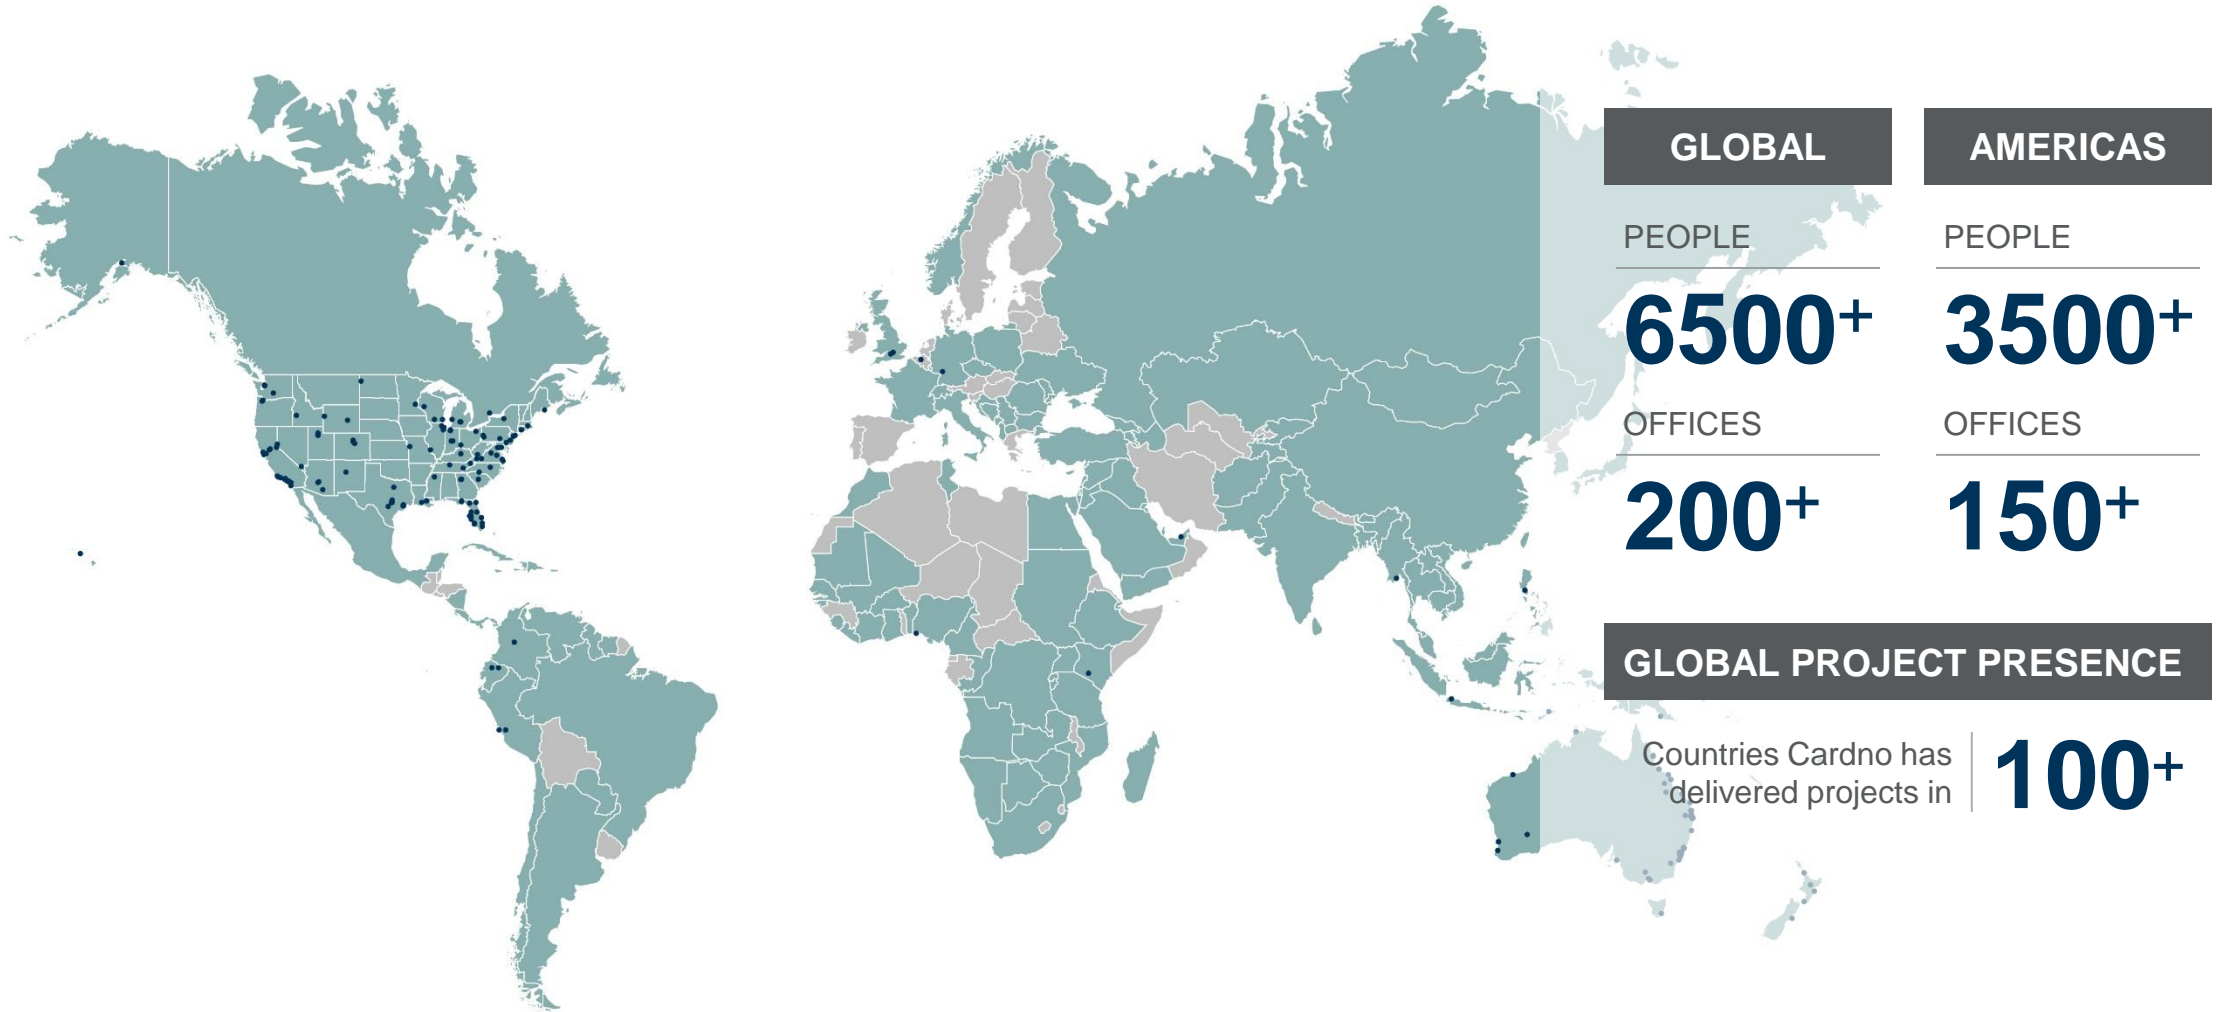 GLOBAL
PEOPLE
6500+
OFFICES
200+
AMERICAS
PEOPLE
3500+
OFFICES
150+
GLOBAL PROJECT PRESENCE
Countries Cardno has
delivered projects in
100+